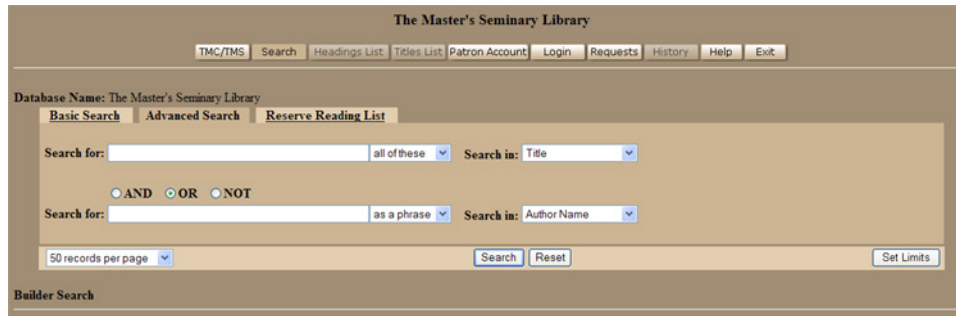 The Master's Seminary Library
TMC/TMS Search Headings List Titles List Patron Account Login Requests History Help Exit
Database Name: The Master's Seminary Library
Basic Search Advanced Search Reserve Reading List
Search for: all of these Search in: Title
AND OR NOT
Search for: as a phrase Search in: Author Name
50 records per page Search Reset Set Limits
Builder Search